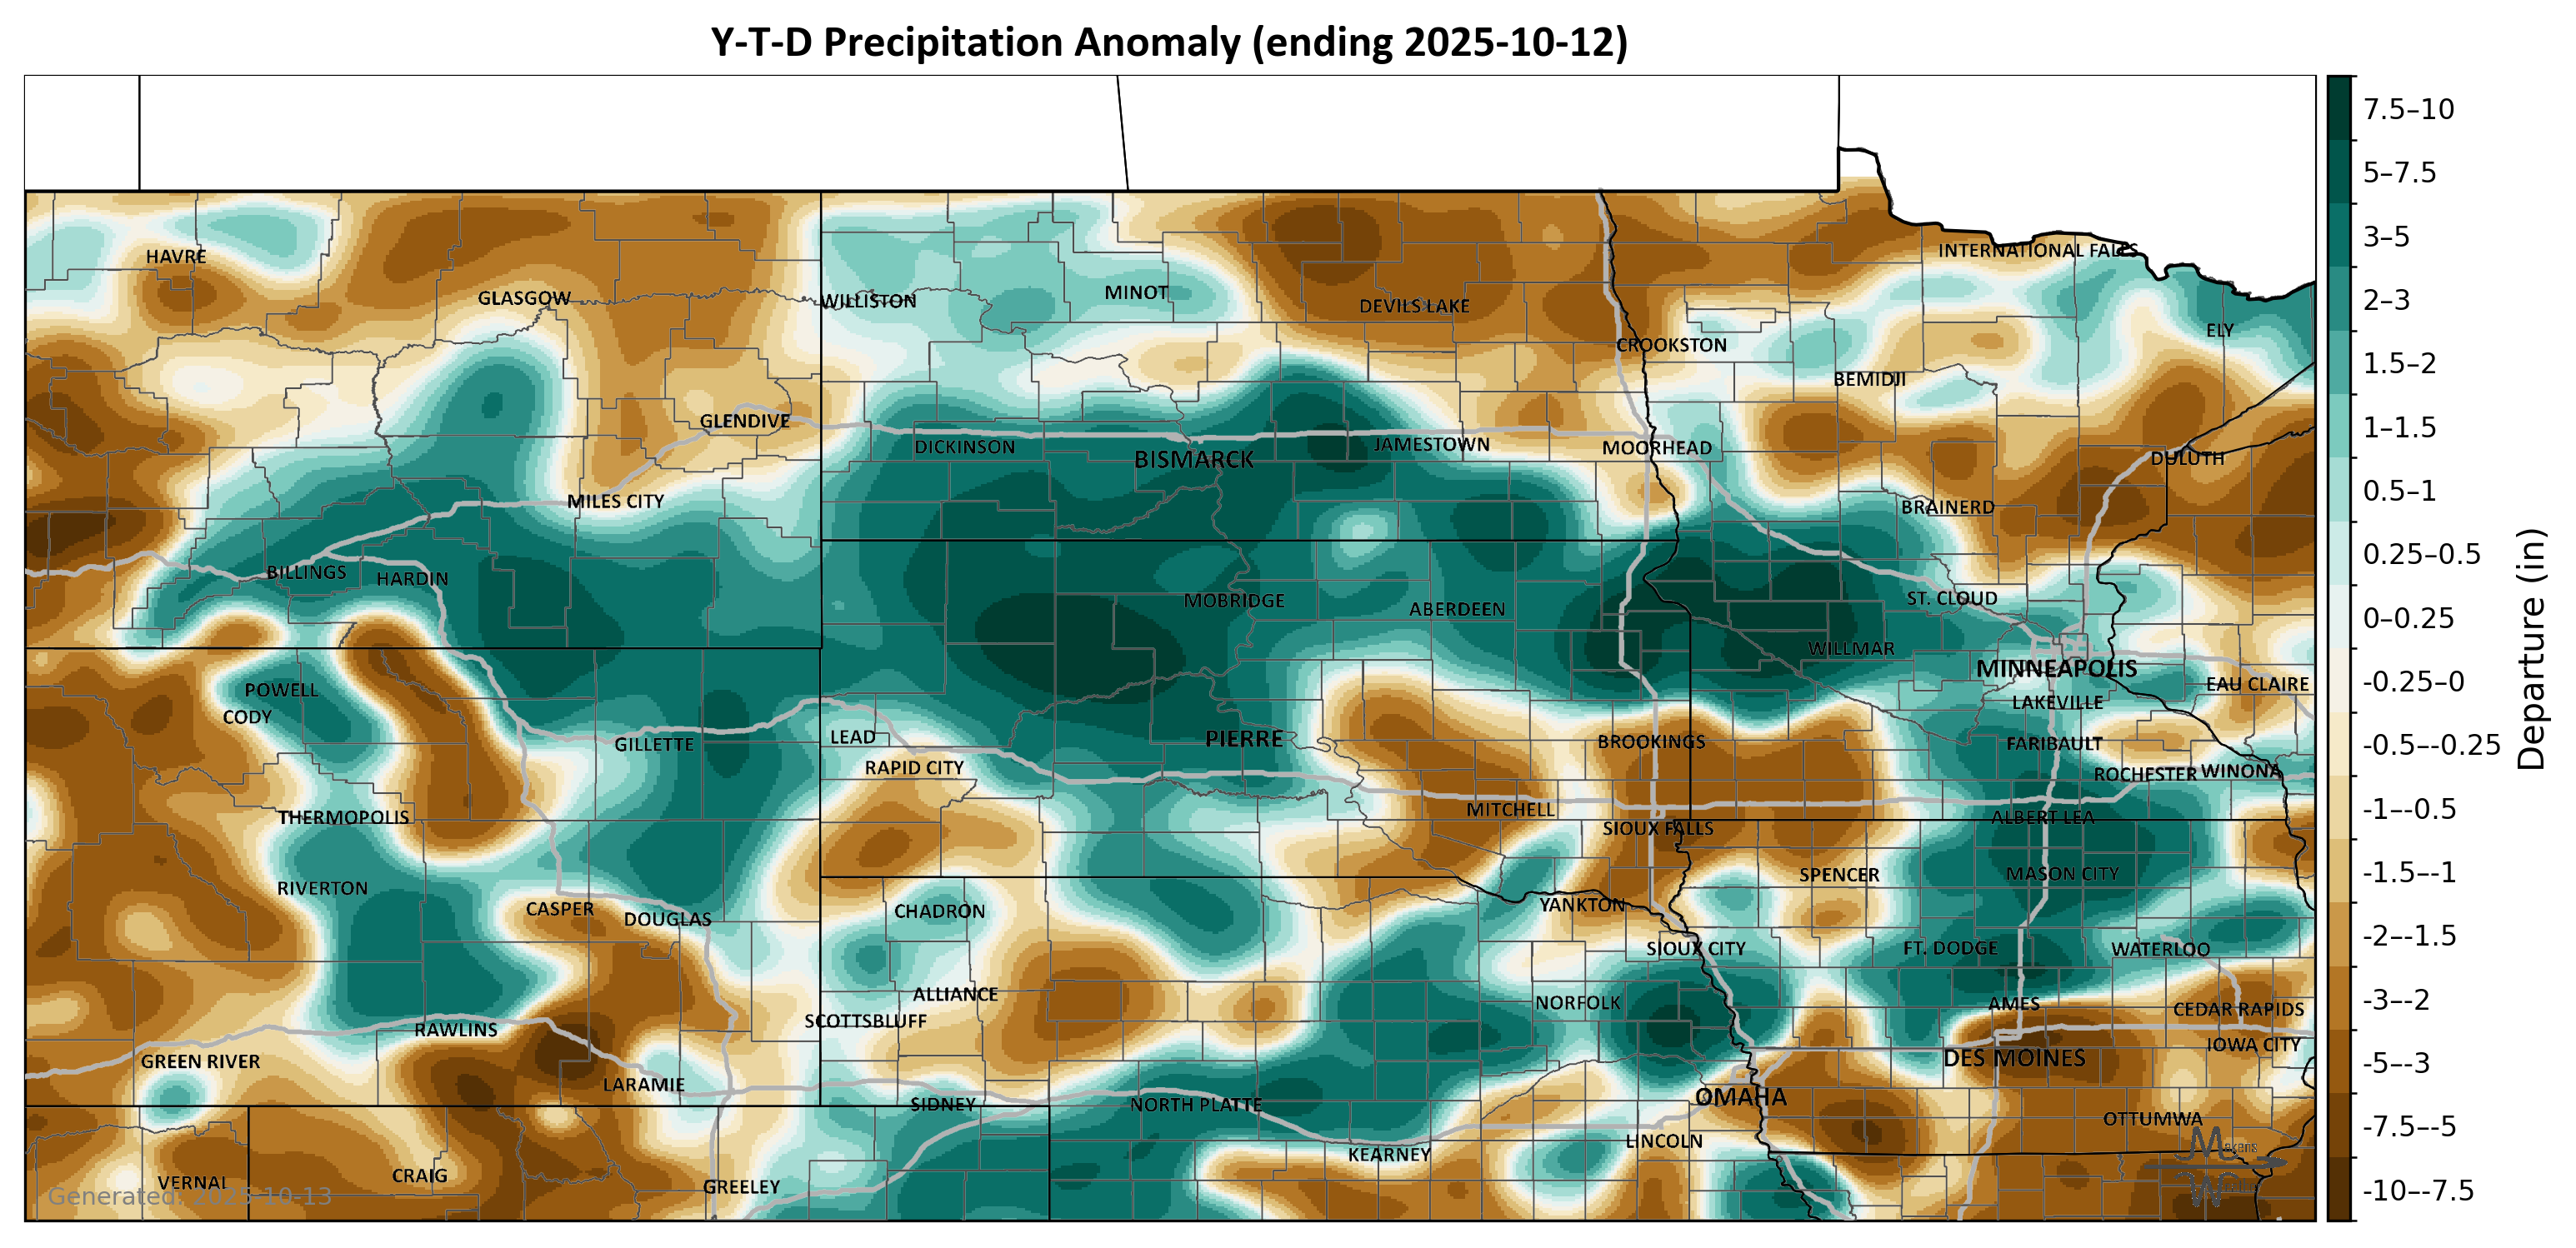 Y-T-D Precipitation Anomaly (ending 2025-10-12)
7.5–10
5–7.5
3–5
2–3
1.5–2
1–1.5
0.5–1
0.25–0.5
0–0.25
-0.25–0
-0.5–-0.25
-1–-0.5
-1.5–-1
-2–-1.5
-3–-2
-5–-3
-7.5–-5
-10–-7.5
Departure (in)
HAVRE
INTERNATIONAL FALLS
GLASGOW
WILLISTON
MINOT
DEVILS LAKE
ELY
CROOKSTON
BEMIDJI
GLENDIVE
DICKINSON
BISMARCK
JAMESTOWN
MOORHEAD
DULUTH
MILES CITY
BRAINERD
BILLINGS
HARDIN
MOBRIDGE
ABERDEEN
ST. CLOUD
WILLMAR
MINNEAPOLIS
POWELL
EAU CLAIRE
CODY
LAKEVILLE
GILLETTE
LEAD
PIERRE
BROOKINGS
FARIBAULT
RAPID CITY
ROCHESTER
WINONA
THERMOPOLIS
MITCHELL
ALBERT LEA
SIOUX FALLS
RIVERTON
SPENCER
MASON CITY
CASPER
DOUGLAS
CHADRON
YANKTON
SIOUX CITY
FT. DODGE
WATERLOO
ALLIANCE
NORFOLK
AMES
CEDAR RAPIDS
SCOTTSBLUFF
RAWLINS
IOWA CITY
GREEN RIVER
DES MOINES
LARAMIE
SIDNEY
NORTH PLATTE
OMAHA
OTTUMWA
LINCOLN
KEARNEY
VERNAL
CRAIG
GREELEY
Generated: 2025-10-13